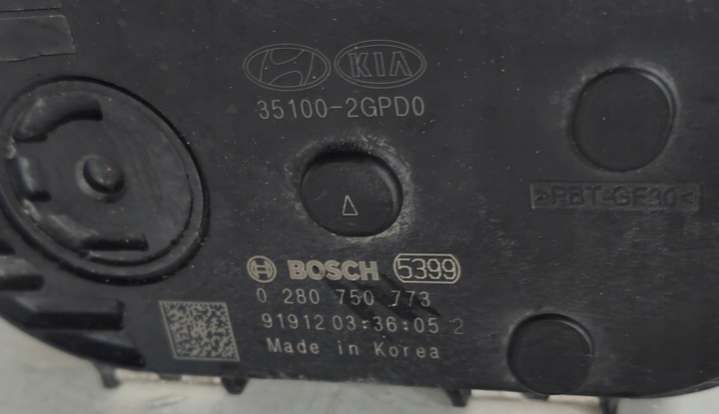 KIA
35100-2GPD0
>PBT-GF30<
BOSCH 5399
0 280 750 773
91912 03:36:05 2
Made in Korea